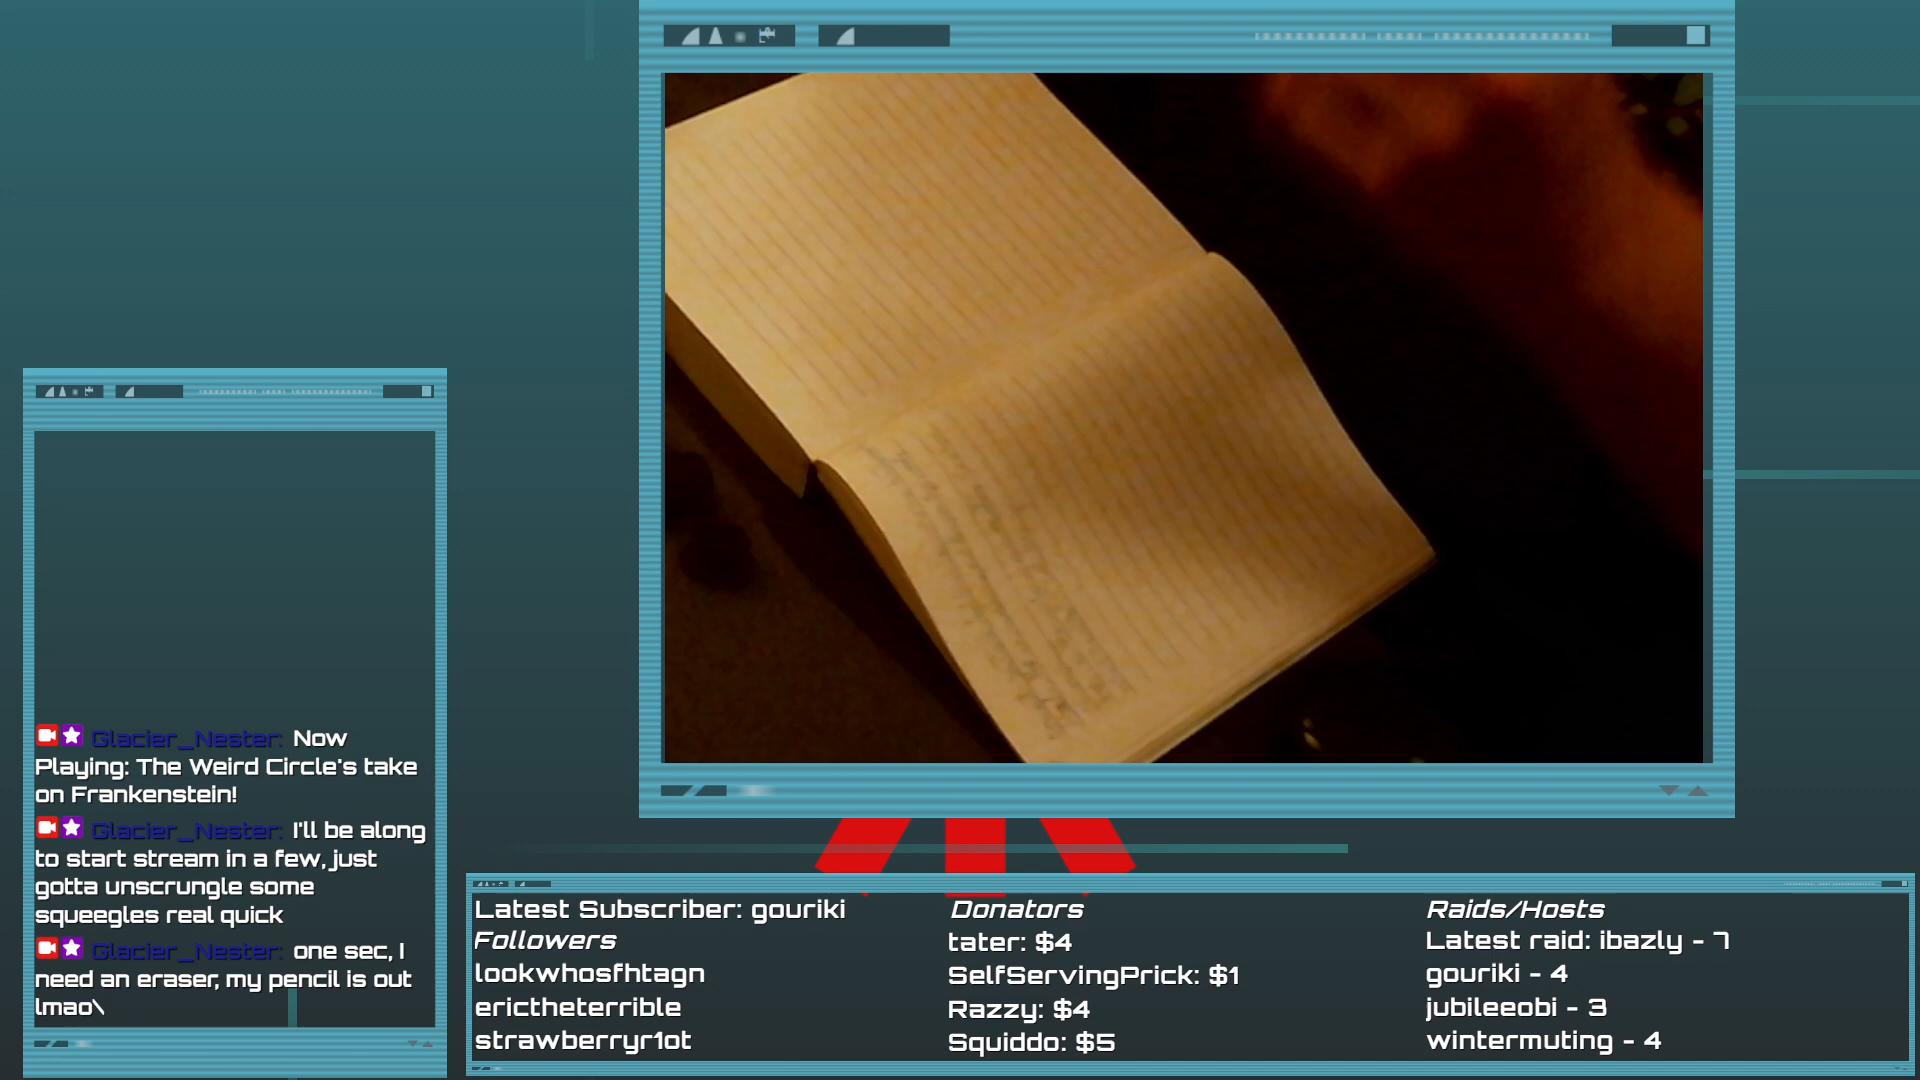 Glacier_Nester: Now
Playing: The Weird Circle's take
on Frankenstein!
Glacier_Nester: I'll be along
to start stream in a few, just
gotta unscrungle some
squeegles real quick
Glacier_Nester: one sec, I
need an eraser, my pencil is out
lmao\
Latest Subscriber: gouriki
Followers
lookwhosfhtagn
erictheterrible
strawberryr1ot
Donators
tater: $4
SelfServingPrick: $1
Razzy: $4
Squiddo: $5
Raids/Hosts
Latest raid: ibazly - 7
gouriki - 4
jubileeobi - 3
wintermuting - 4